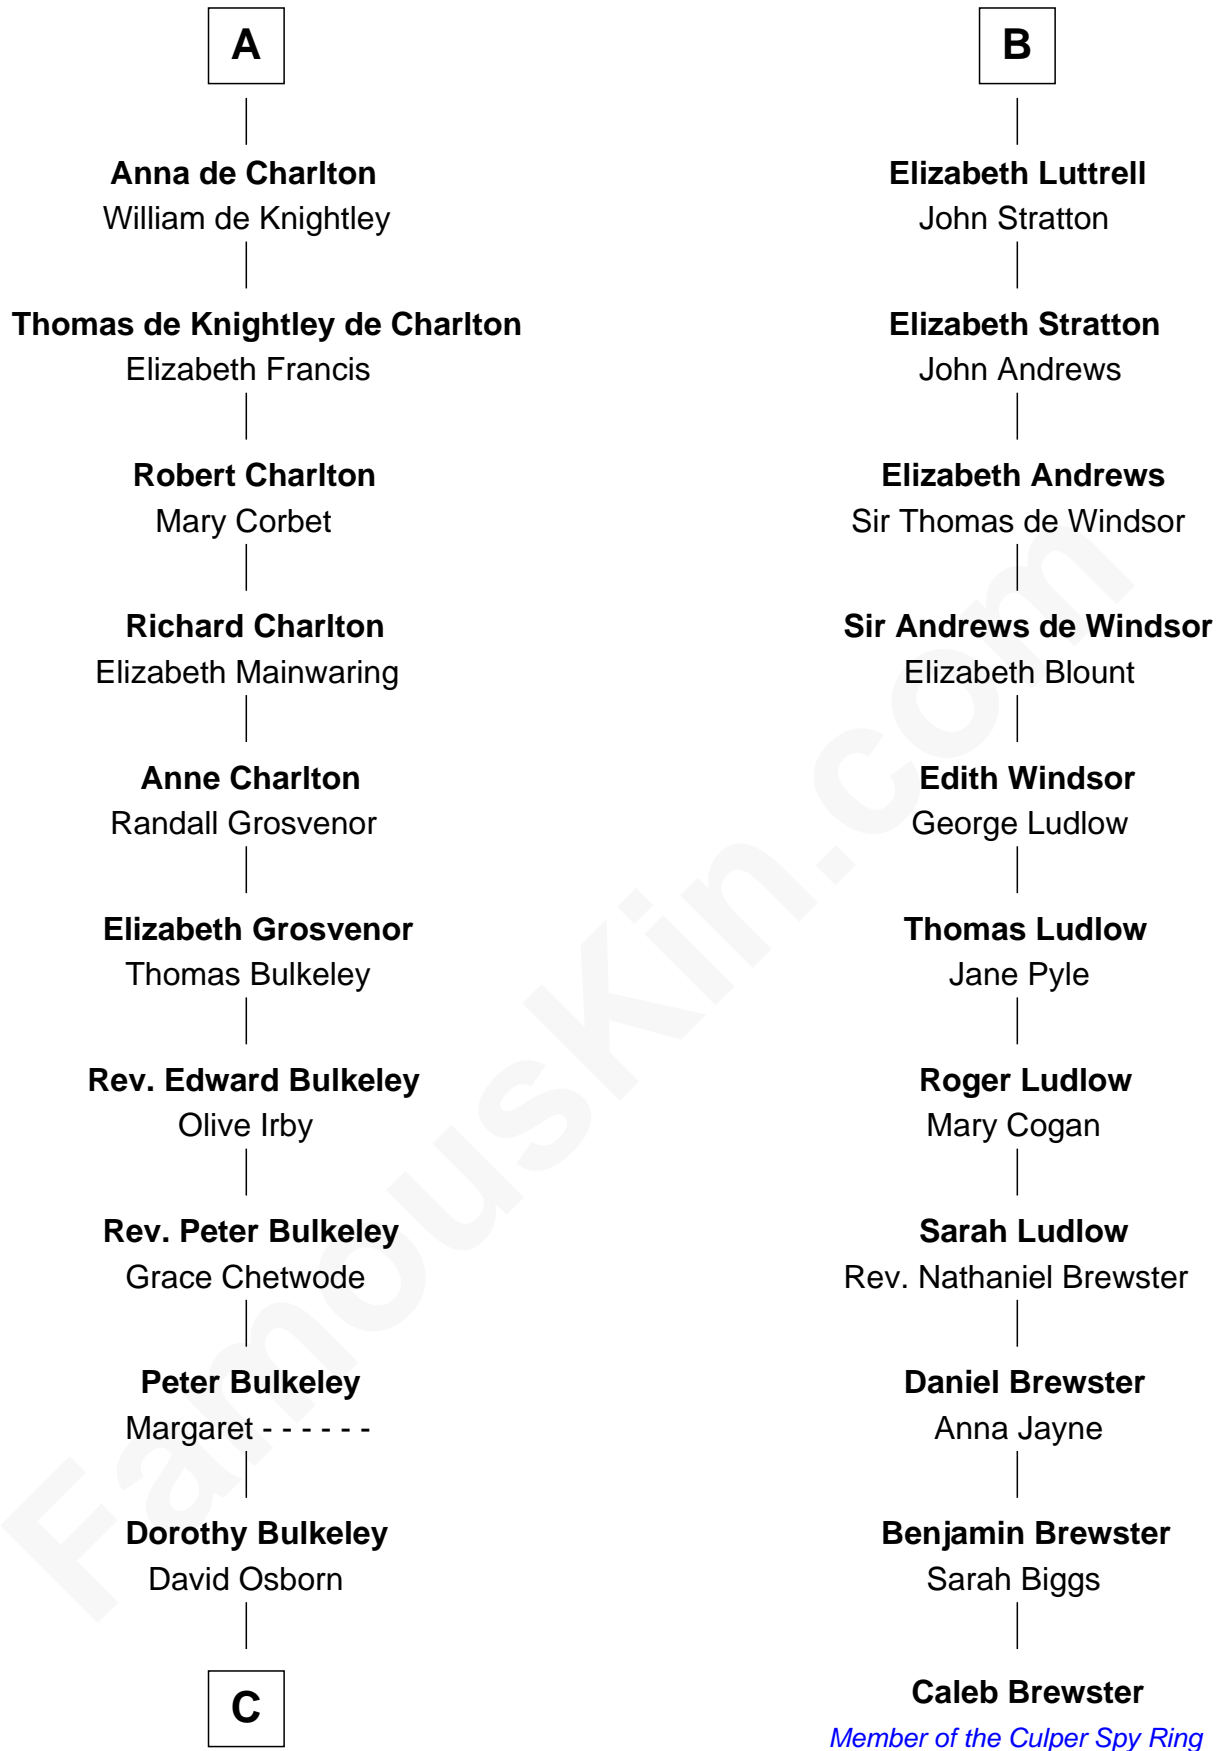 A
Anna de Charlton
William de Knightley
Thomas de Knightley de Charlton
Elizabeth Francis
Robert Charlton
Mary Corbet
Richard Charlton
Elizabeth Mainwaring
Anne Charlton
Randall Grosvenor
Elizabeth Grosvenor
Thomas Bulkeley
Rev. Edward Bulkeley
Olive Irby
Rev. Peter Bulkeley
Grace Chetwode
Peter Bulkeley
Margaret - - - - - -
Dorothy Bulkeley
David Osborn
C
B
Elizabeth Luttrell
John Stratton
Elizabeth Stratton
John Andrews
Elizabeth Andrews
Sir Thomas de Windsor
Sir Andrews de Windsor
Elizabeth Blount
Edith Windsor
George Ludlow
Thomas Ludlow
Jane Pyle
Roger Ludlow
Mary Cogan
Sarah Ludlow
Rev. Nathaniel Brewster
Daniel Brewster
Anna Jayne
Benjamin Brewster
Sarah Biggs
Caleb Brewster
Member of the Culper Spy Ring
FamousKin.com